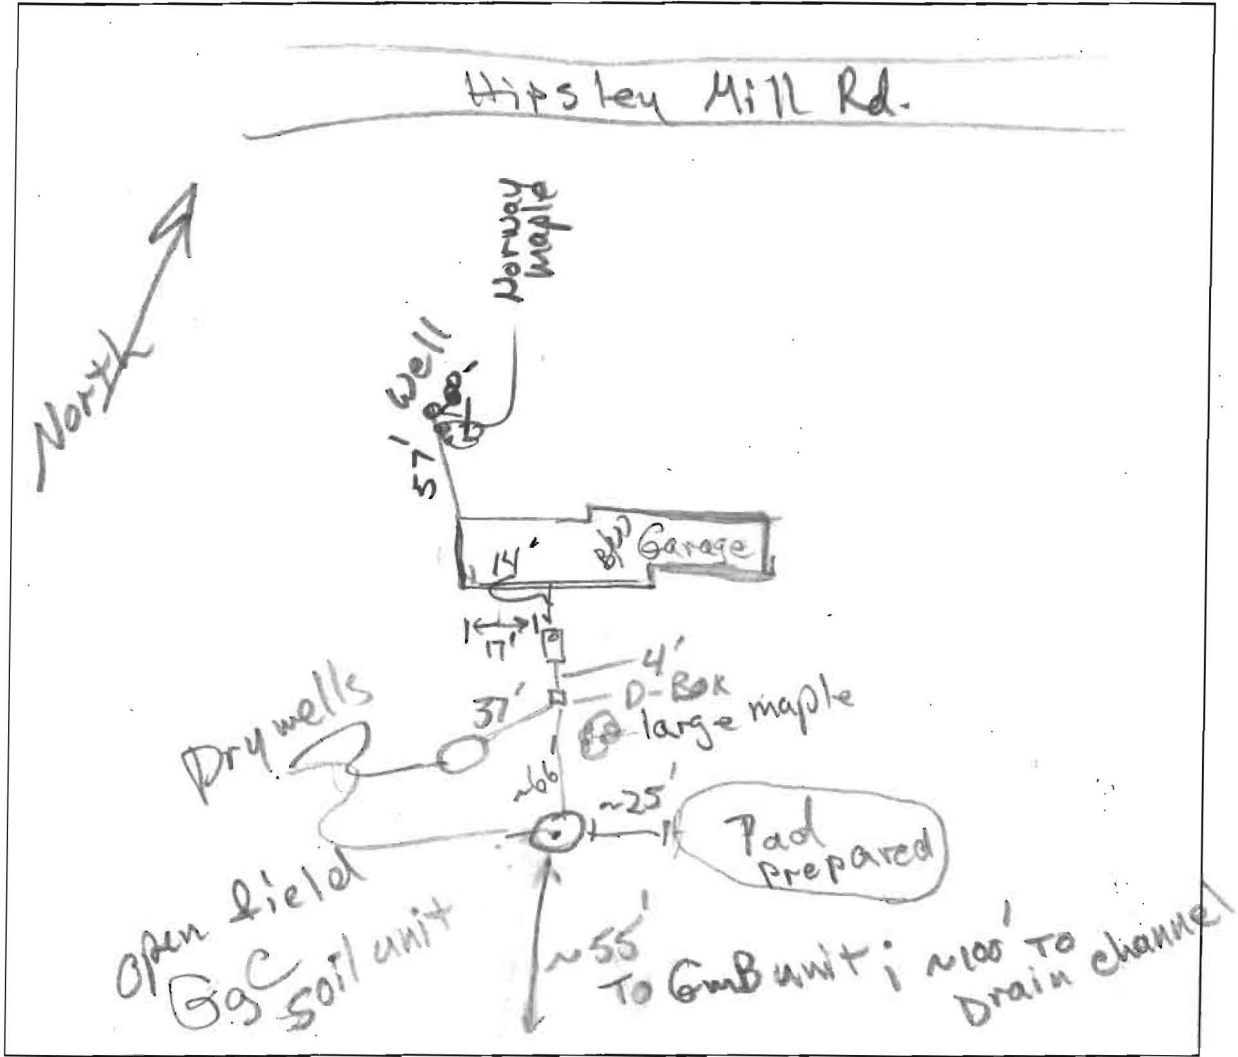 Hipsley Mill Rd.
Norway
maple
North
Well
57'
14'
Garage
17'
4'
D-Box
37'
large maple
Drywells
~66'
~25'
Pad
prepared
open field
GgC
soil unit
~55'
To GmB unit; ~100' To
Drain channel